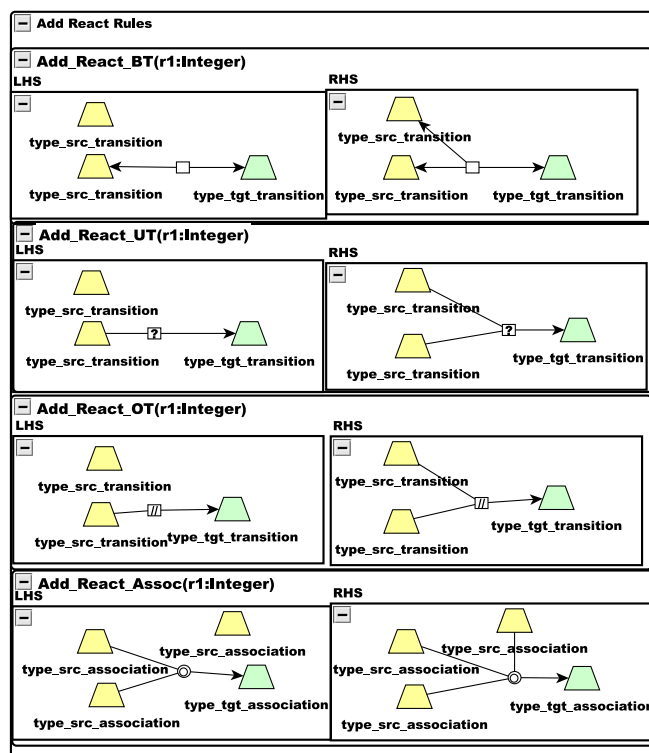 Add React Rules
Add_React_BT(r1:Integer)
LHS
RHS
type_src_transition
type_src_transition
type_src_transition
type_tgt_transition
type_src_transition
type_tgt_transition
Add_React_UT(r1:Integer)
LHS
RHS
type_src_transition
type_src_transition
?
?
type_src_transition
type_tgt_transition
type_tgt_transition
type_src_transition
Add_React_OT(r1:Integer)
LHS
RHS
type_src_transition
type_src_transition
//
//
type_src_transition
type_tgt_transition
type_tgt_transition
type_src_transition
Add_React_Assoc(r1:Integer)
LHS
RHS
type_src_association
type_src_association
type_src_association
type_src_association
type_src_association
type_tgt_association
type_tgt_association
type_src_association